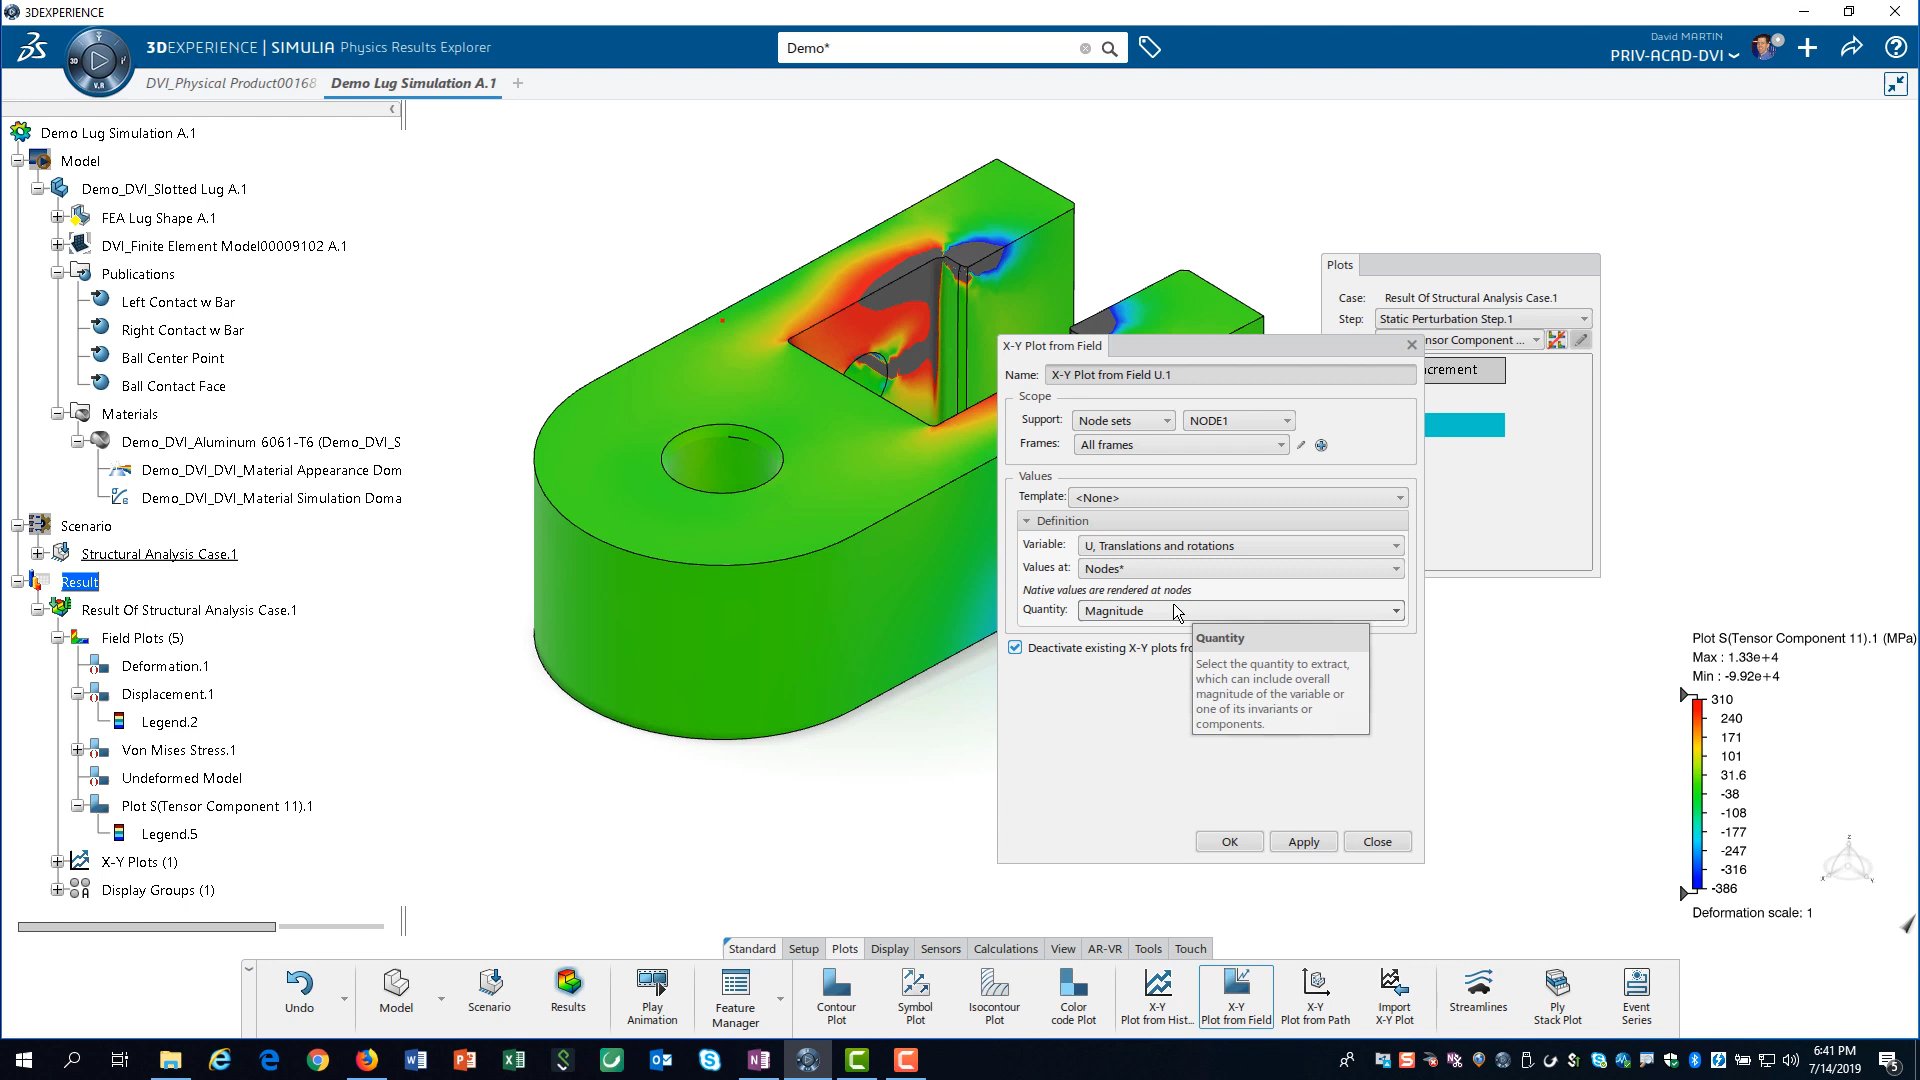 3DEXPERIENCE
3DEXPERIENCE | SIMULIA Physics Results Explorer
Demo*
David MARTIN
PRIV-ACAD-DVI
3D
V.R
DVI_Physical Product00168
Demo Lug Simulation A.1
Demo Lug Simulation A.1
Model
Demo_DVI_Slotted Lug A.1
FEA Lug Shape A.1
DVI_Finite Element Model00009102 A.1
Publications
Left Contact w Bar
Right Contact w Bar
Ball Center Point
Ball Contact Face
Materials
Demo_DVI_Aluminum 6061-T6 (Demo_DVI_S
Demo_DVI_DVI_Material Appearance Dom
Demo_DVI_DVI_Material Simulation Doma
Scenario
Structural Analysis Case.1
Result
Result Of Structural Analysis Case.1
Field Plots (5)
Deformation.1
Displacement.1
Legend.2
Von Mises Stress.1
Undeformed Model
Plot S(Tensor Component 11).1
Legend.5
X-Y Plots (1)
Display Groups (1)
Plots
Case: Result Of Structural Analysis Case.1
Step: Static Perturbation Step.1
nsor Component ...
crement
X-Y Plot from Field
Name: X-Y Plot from Field U.1
Scope
Support: Node sets NODE1
Frames: All frames
Values
Template: <None>
Definition
Variable: U, Translations and rotations
Values at: Nodes*
Native values are rendered at nodes
Quantity: Magnitude
Deactivate existing X-Y plots fro
Quantity
Select the quantity to extract,
which can include overall
magnitude of the variable or
one of its invariants or
components.
OK Apply Close
Plot S(Tensor Component 11).1 (MPa)
Max : 1.33e+4
Min : -9.92e+4
310
240
171
101
31.6
-38
-108
-177
-247
-316
-386
Deformation scale: 1
Standard Setup Plots Display Sensors Calculations View AR-VR Tools Touch
Undo
Model
Scenario
Results
Play
Animation
Feature
Manager
Contour
Plot
Symbol
Plot
Isocontour
Plot
Color
code Plot
X-Y
Plot from Hist...
X-Y
Plot from Field
X-Y
Plot from Path
Import
X-Y Plot
Streamlines
Ply
Stack Plot
Event
Series
6:41 PM
7/14/2019
5